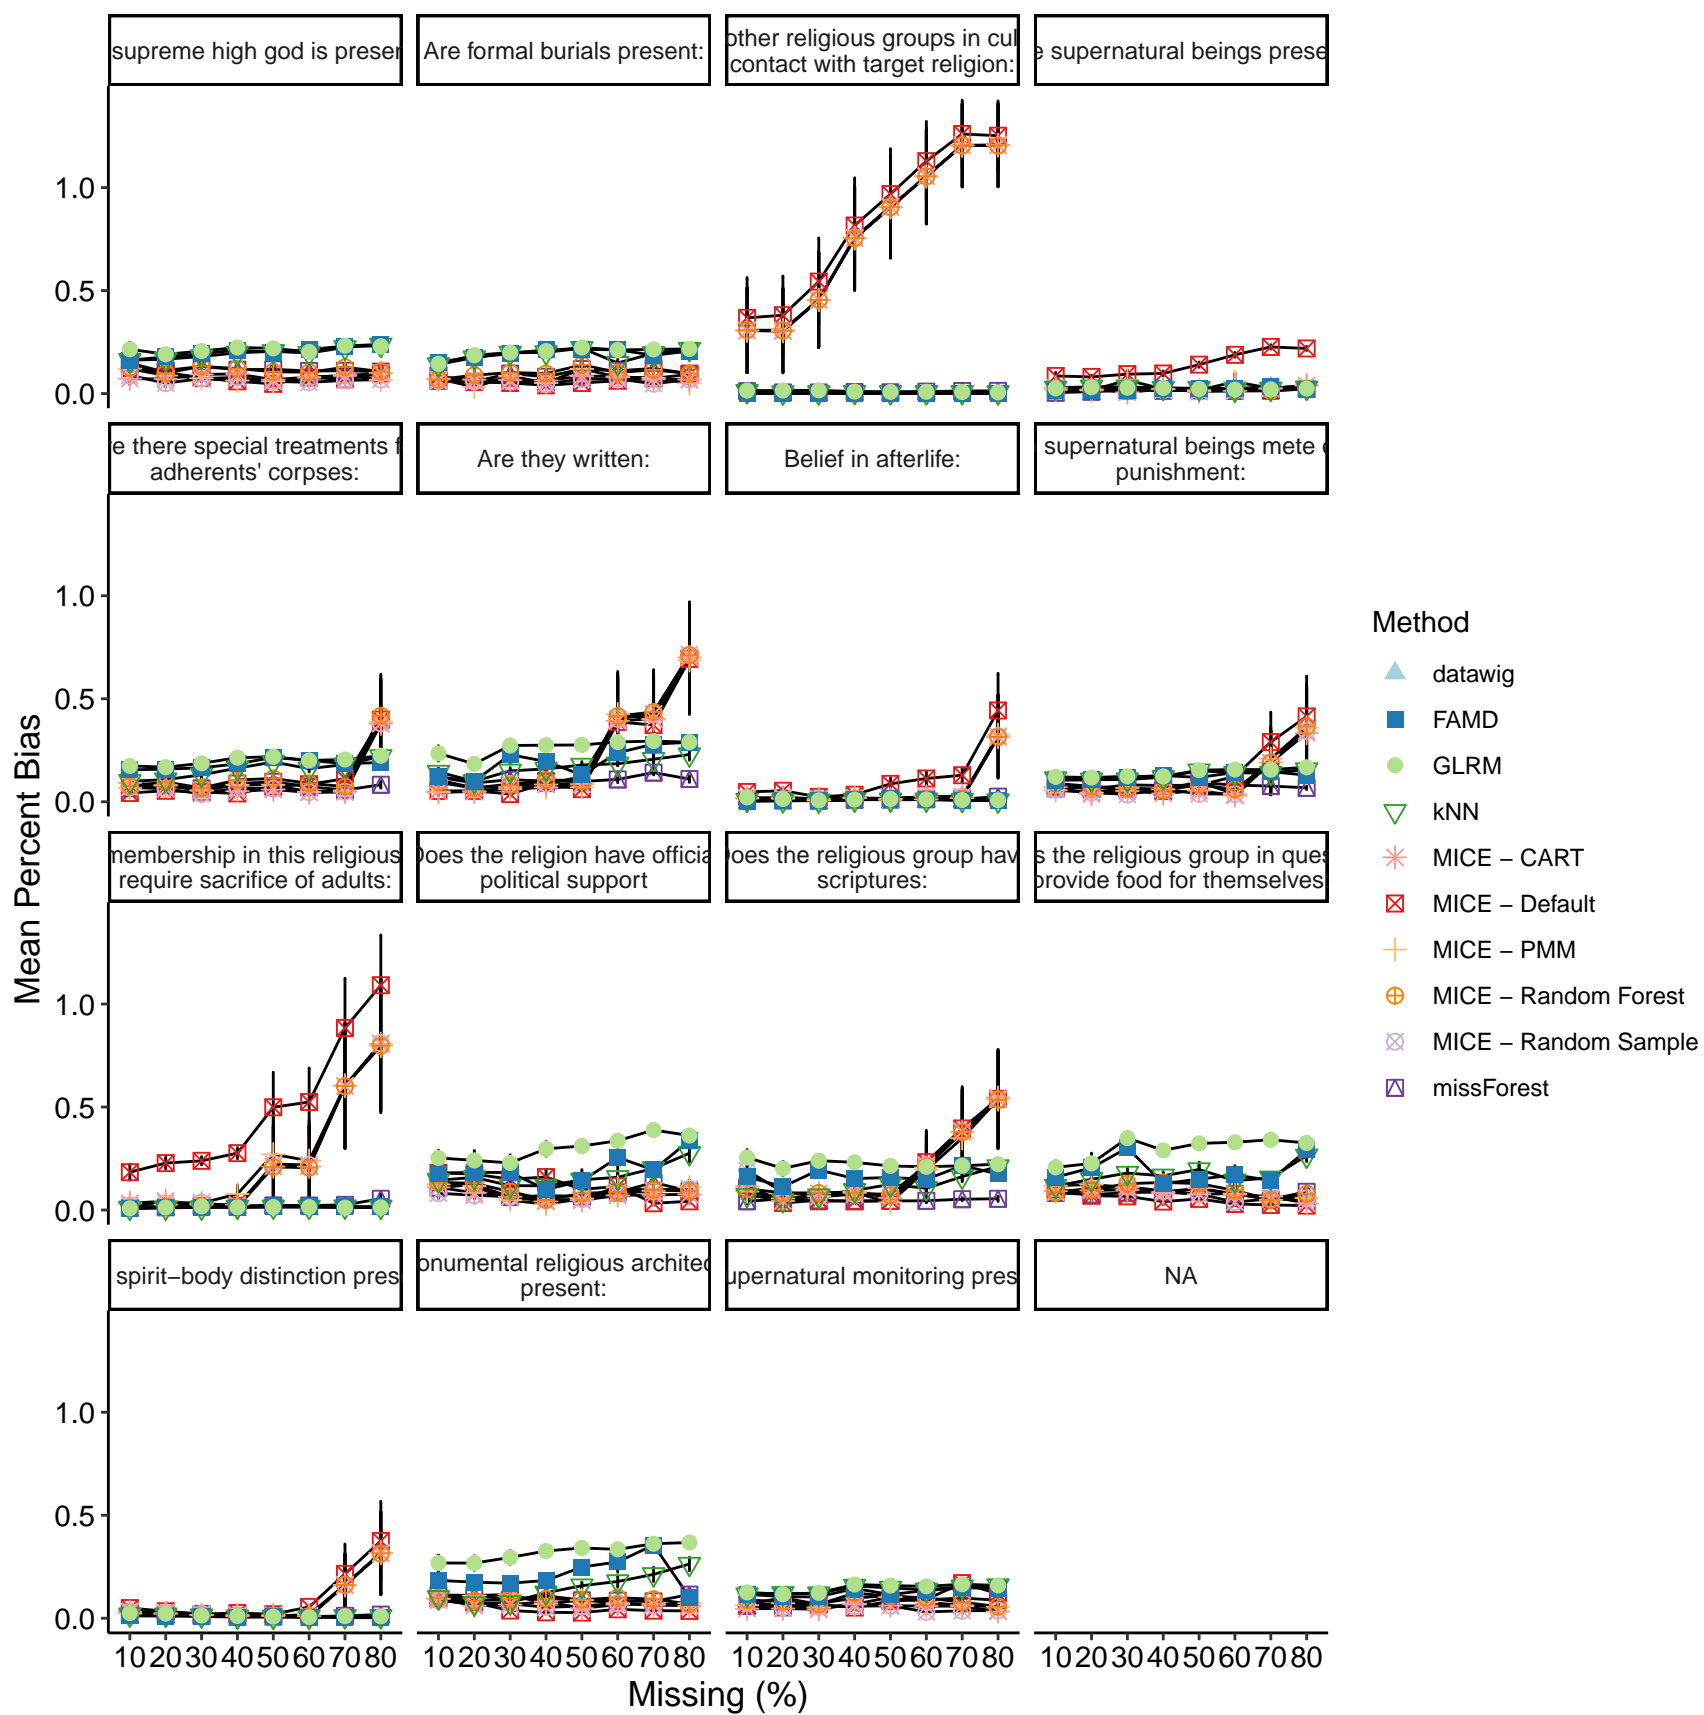 supreme high god is presen
Are formal burials present:
other religious groups in cul
contact with target religion:
e supernatural beings prese
1.0
0.5
0.0
e there special treatments f
adherents' corpses:
Are they written:
Belief in afterlife:
supernatural beings mete o
punishment:
1.0
0.5
0.0
membership in this religious
require sacrifice of adults:
Does the religion have officia
political support
Does the religious group hav
scriptures:
s the religious group in ques
provide food for themselves
1.0
0.5
0.0
spirit–body distinction pres
onumental religious architec
present:
upernatural monitoring pres
NA
1.0
0.5
0.0
10 20 30 40 50 60 70 80
10 20 30 40 50 60 70 80
10 20 30 40 50 60 70 80
10 20 30 40 50 60 70 80
Missing (%)
Mean Percent Bias
Method
datawig
FAMD
GLRM
kNN
MICE – CART
MICE – Default
MICE – PMM
MICE – Random Forest
MICE – Random Sample
missForest